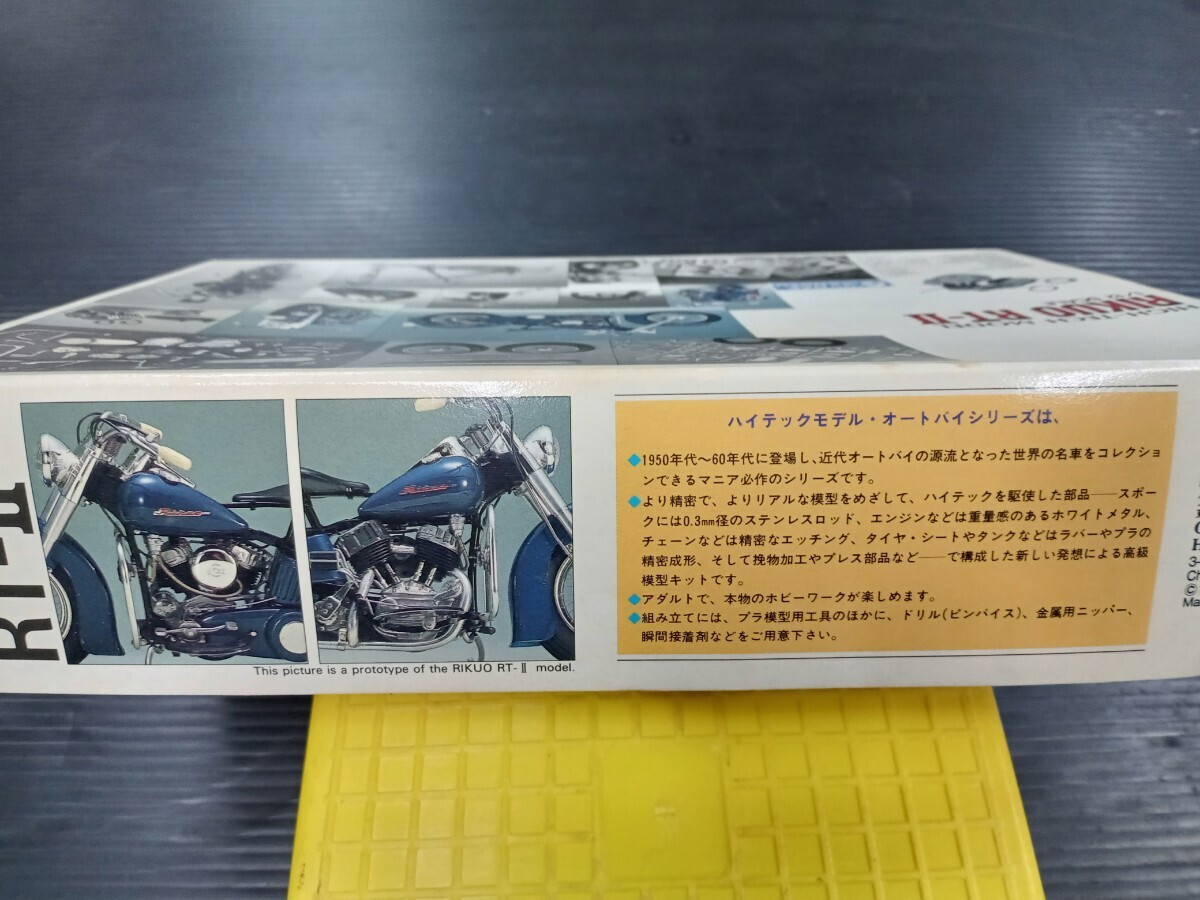 HIGH-TECH MODEL
RIKUO RT-II
RT-II
Rikuo
Rikuo
This picture is a prototype of the RIKUO RT-Ⅱ model.
ハイテックモデル・オートバイシリーズは、
◆1950年代〜60年代に登場し、近代オートバイの源流となった世界の名車をコレクショ
ンできるマニア必作のシリーズです。
◆より精密で、よりリアルな模型をめざして、ハイテックを駆使した部品──スポー
クには0.3mm径のステンレスロッド、エンジンなどは重量感のあるホワイトメタル、
チェーンなどは精密なエッチング、タイヤ・シートやタンクなどはラバーやプラの
精密成形、そして挽物加工やプレス部品など──で構成した新しい発想による高級
模型キットです。
◆アダルトで、本物のホビーワークが楽しめます。
◆組み立てには、プラ模型用工具のほかに、ドリル(ピンバイス)、金属用ニッパー、
瞬間接着剤などをご用意下さい。
H
3-
Ch
©
Ma